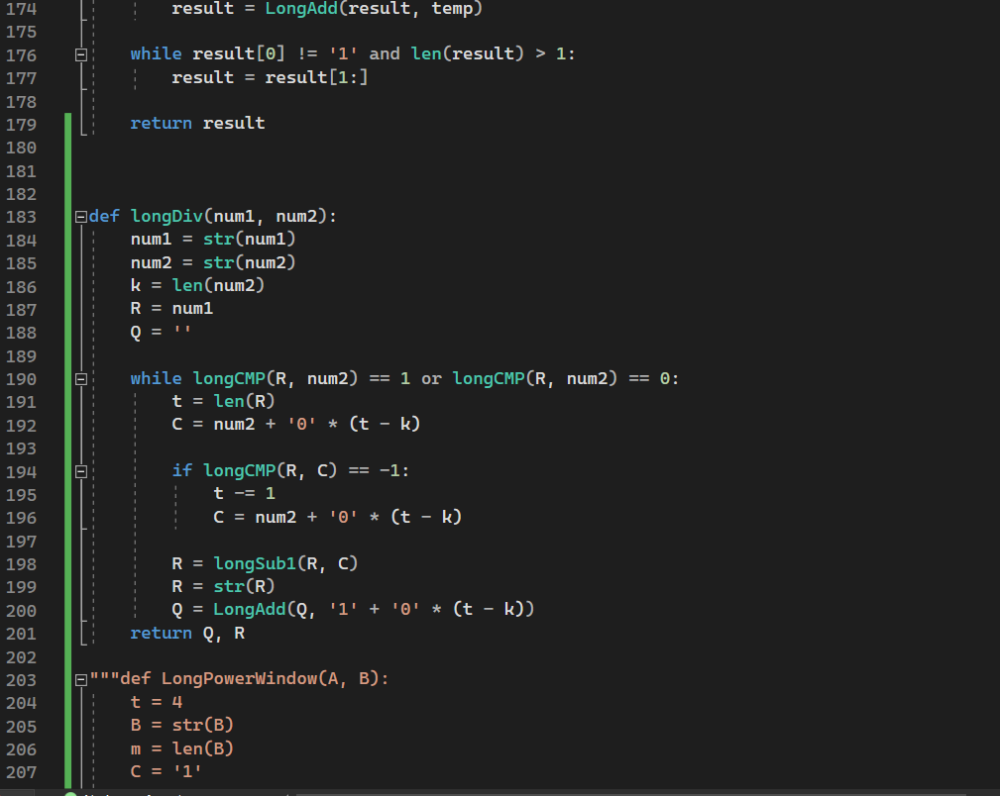 174 result = LongAdd(result, temp)
175
176 while result[0] != '1' and len(result) > 1:
177 result = result[1:]
178
179 return result
180
181
182
183 def longDiv(num1, num2):
184 num1 = str(num1)
185 num2 = str(num2)
186 k = len(num2)
187 R = num1
188 Q = ''
189
190 while longCMP(R, num2) == 1 or longCMP(R, num2) == 0:
191 t = len(R)
192 C = num2 + '0' * (t - k)
193
194 if longCMP(R, C) == -1:
195 t -= 1
196 C = num2 + '0' * (t - k)
197
198 R = longSub1(R, C)
199 R = str(R)
200 Q = LongAdd(Q, '1' + '0' * (t - k))
201 return Q, R
202
203 """def LongPowerWindow(A, B):
204 t = 4
205 B = str(B)
206 m = len(B)
207 C = '1'